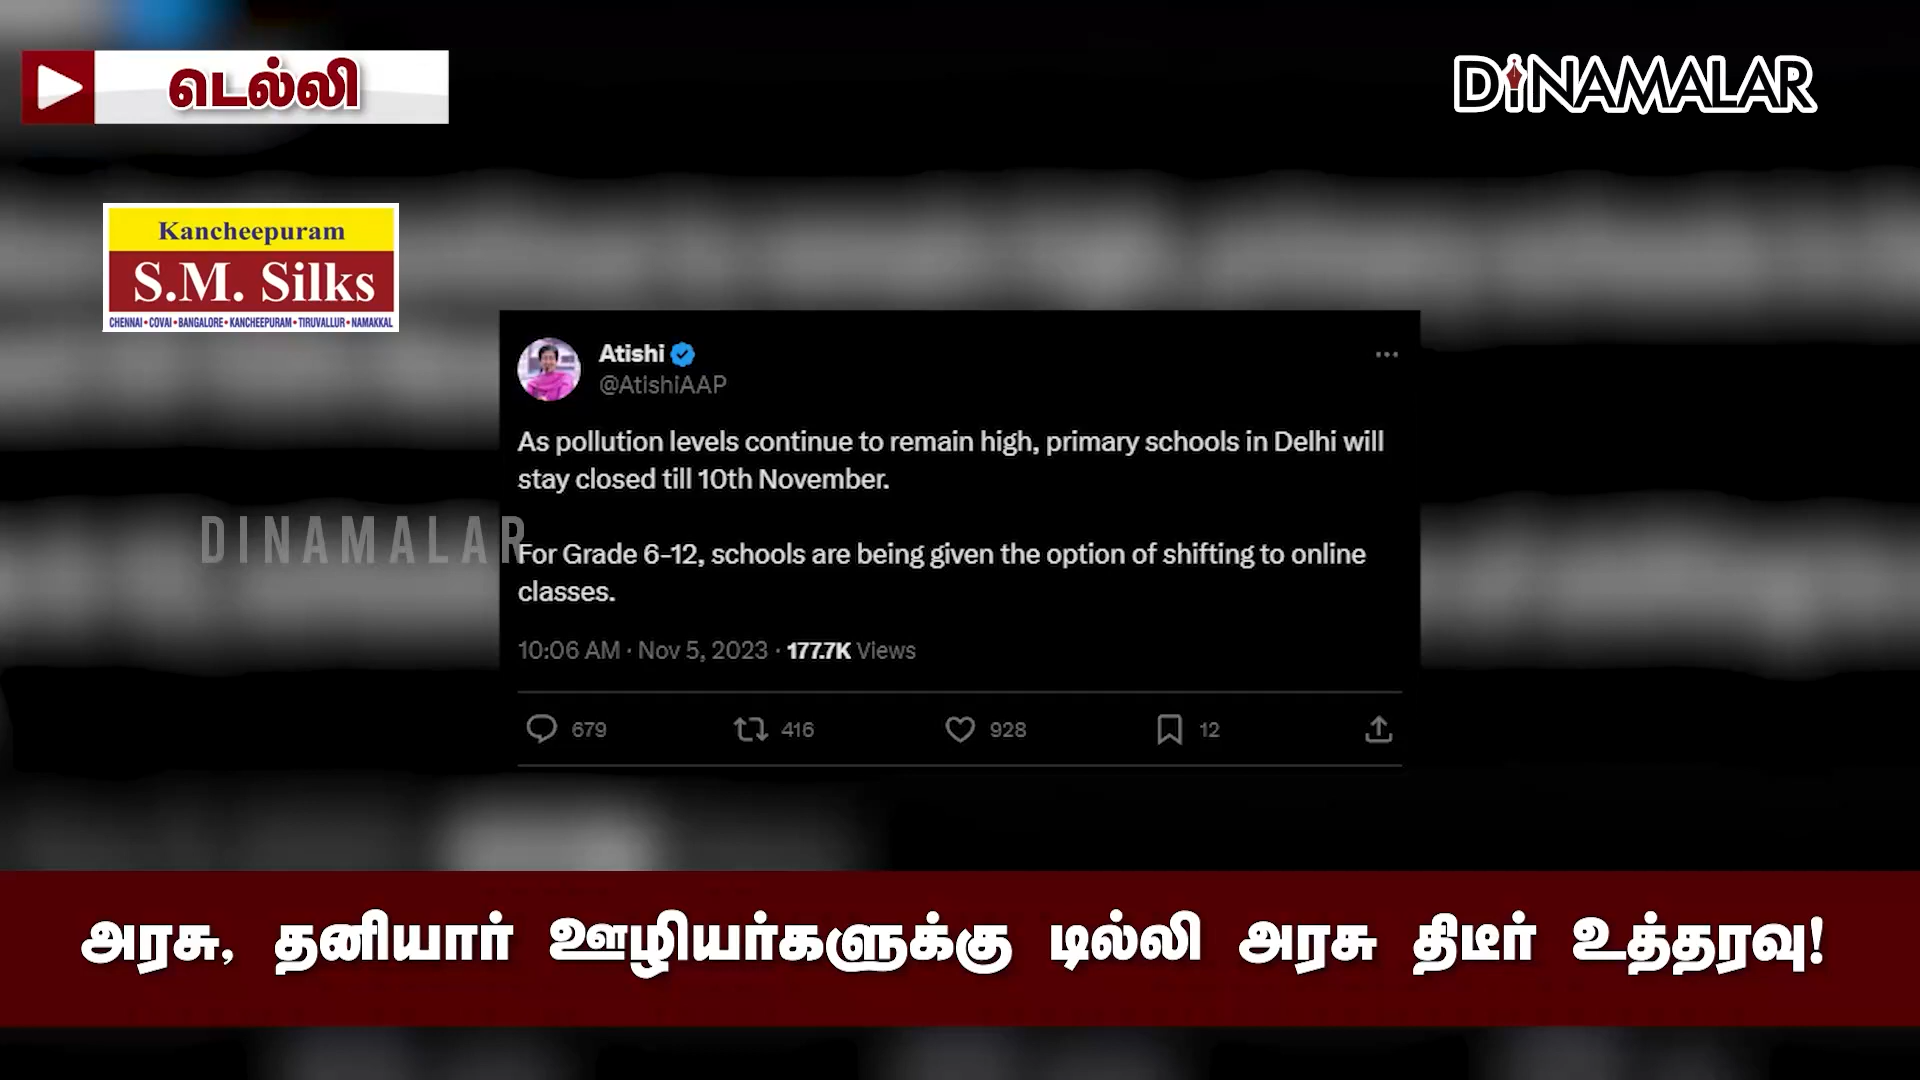 டெல்லி
DINAMALAR
Kancheepuram
S.M. Silks
CHENNAI • COVAI • BANGALORE • KANCHEEPURAM • TIRUVALLUR • NAMAKKAL
Atishi
@AtishiAAP
As pollution levels continue to remain high, primary schools in Delhi will
stay closed till 10th November.
DINAMALAR
For Grade 6-12, schools are being given the option of shifting to online
classes.
10:06 AM · Nov 5, 2023 · 177.7K Views
679 416 928 12
அரசு, தனியார் ஊழியர்களுக்கு டில்லி அரசு திடீர் உத்தரவு!